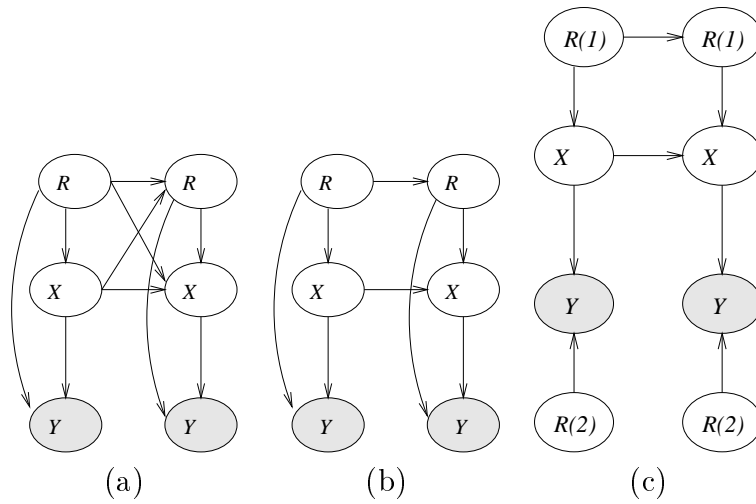 R(1) R(1)
X X
R R R R
X X X X
Y Y
Y Y Y Y
R(2) R(2)
(a) (b) (c)